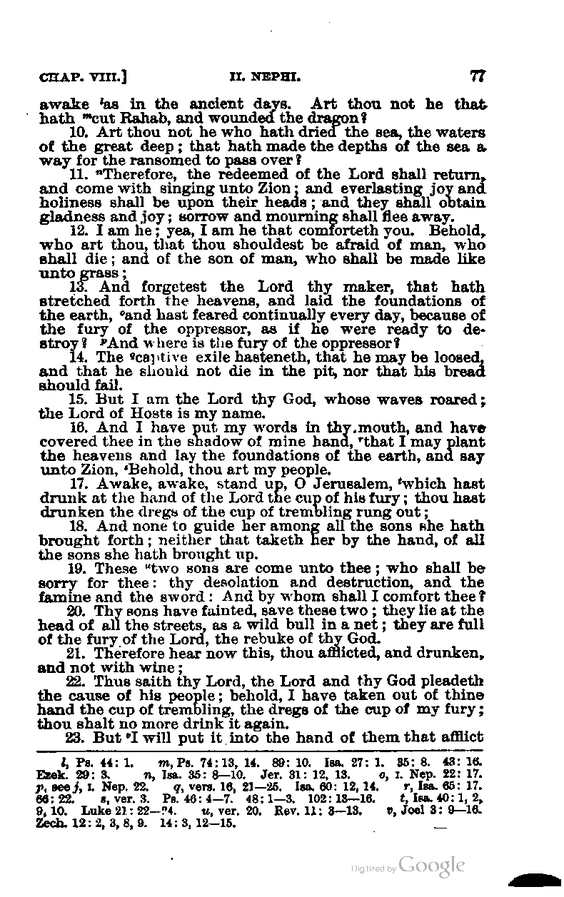 CHAP. VIII.] II. NEPHI. 77
awake ˡas in the ancient days. Art thou not he that
hath ᵐcut Rahab, and wounded the dragon?
10. Art thou not he who hath dried the sea, the waters
of the great deep; that hath made the depths of the sea a
way for the ransomed to pass over?
11. ⁿTherefore, the redeemed of the Lord shall return,
and come with singing unto Zion; and everlasting joy and
holiness shall be upon their heads; and they shall obtain
gladness and joy; sorrow and mourning shall flee away.
12. I am he; yea, I am he that comforteth you. Behold,
who art thou, that thou shouldest be afraid of man, who
shall die; and of the son of man, who shall be made like
unto grass;
13. And forgetest the Lord thy maker, that hath
stretched forth the heavens, and laid the foundations of
the earth, ᵒand hast feared continually every day, because of
the fury of the oppressor, as if he were ready to de-
stroy? ᵖAnd where is the fury of the oppressor?
14. The ᑫcaptive exile hasteneth, that he may be loosed,
and that he should not die in the pit, nor that his bread
should fail.
15. But I am the Lord thy God, whose waves roared;
the Lord of Hosts is my name.
16. And I have put my words in thy mouth, and have
covered thee in the shadow of mine hand, ʳthat I may plant
the heavens and lay the foundations of the earth, and say
unto Zion, ˢBehold, thou art my people.
17. Awake, awake, stand up, O Jerusalem, ᵗwhich hast
drunk at the hand of the Lord the cup of his fury; thou hast
drunken the dregs of the cup of trembling rung out;
18. And none to guide her among all the sons she hath
brought forth; neither that taketh her by the hand, of all
the sons she hath brought up.
19. These ᵘtwo sons are come unto thee; who shall be
sorry for thee: thy desolation and destruction, and the
famine and the sword: And by whom shall I comfort thee?
20. Thy sons have fainted, save these two; they lie at the
head of all the streets, as a wild bull in a net; they are full
of the fury of the Lord, the rebuke of thy God.
21. Therefore hear now this, thou afflicted, and drunken,
and not with wine;
22. Thus saith thy Lord, the Lord and thy God pleadeth
the cause of his people; behold, I have taken out of thine
hand the cup of trembling, the dregs of the cup of my fury;
thou shalt no more drink it again.
23. But ᵛI will put it into the hand of them that afflict
l, Ps. 44: 1. m, Ps. 74: 13, 14. 89: 10. Isa. 27: 1. 35: 8. 43: 16.
Ezek. 29: 3. n, Isa. 35: 8—10. Jer. 31: 12, 13. o, I. Nep. 22: 17.
p, see j, I. Nep. 22. q, vers. 16, 21—25. Isa. 60: 12, 14. r, Isa. 65: 17.
66: 22. s, ver. 3. Ps. 46: 4—7. 48: 1—3. 102: 13—16. t, Isa. 40: 1, 2,
9, 10. Luke 21: 22—24. u, ver. 20. Rev. 11: 3—13. v, Joel 3: 9—16.
Zech. 12: 2, 3, 8, 9. 14: 3, 12—15.
Digitized by Google